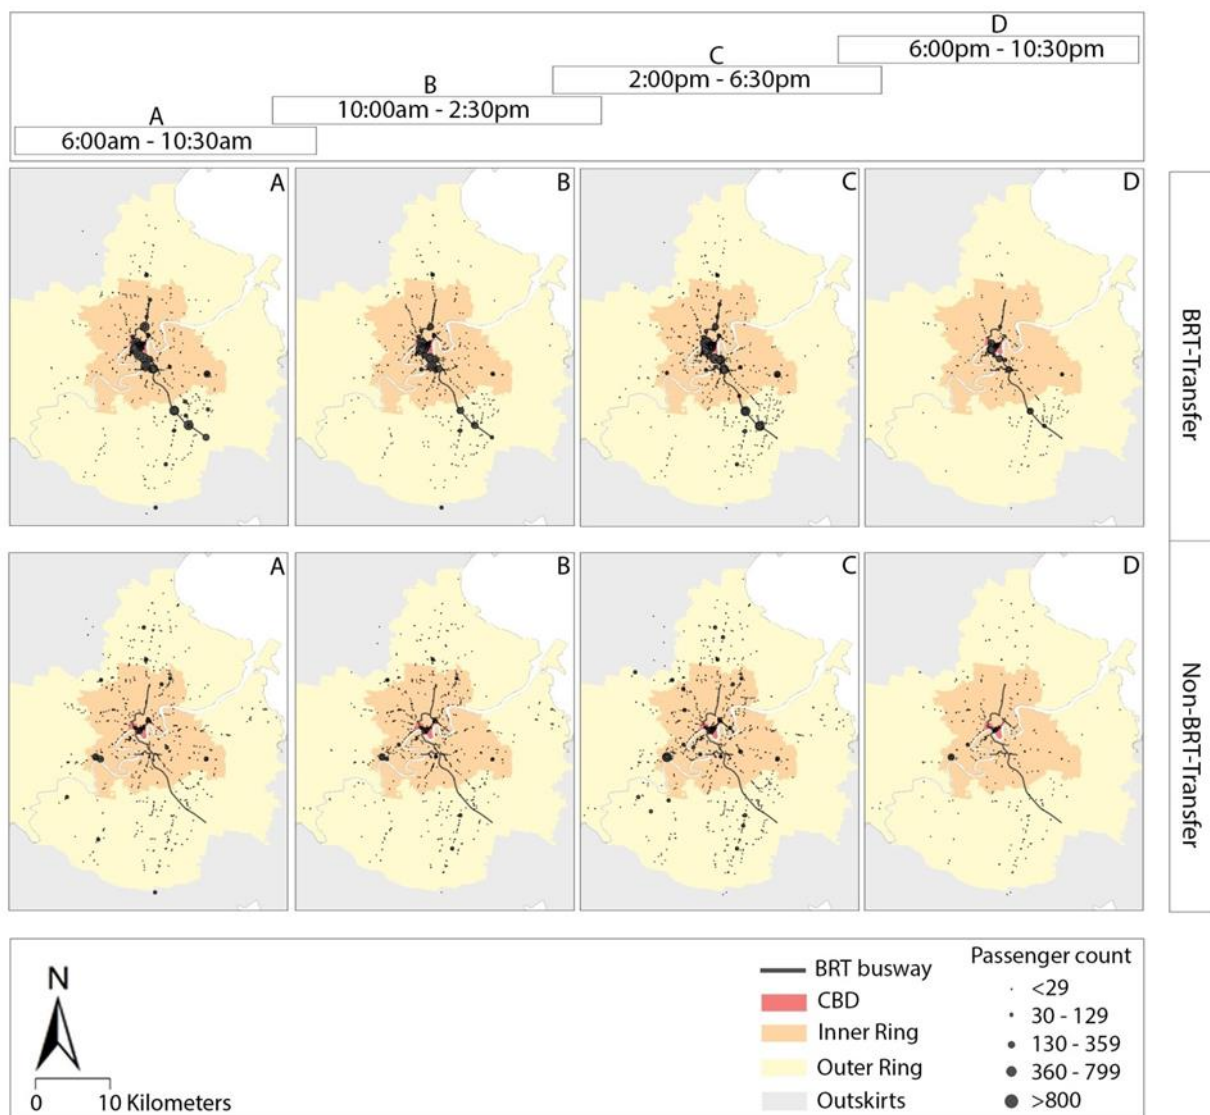 D
6:00pm - 10:30pm
C
2:00pm - 6:30pm
B
10:00am - 2:30pm
A
6:00am - 10:30am
A
B
C
D
BRT-Transfer
A
B
C
D
Non-BRT-Transfer
N
0 10 Kilometers
BRT busway
CBD
Inner Ring
Outer Ring
Outskirts
Passenger count
<29
30 - 129
130 - 359
360 - 799
>800